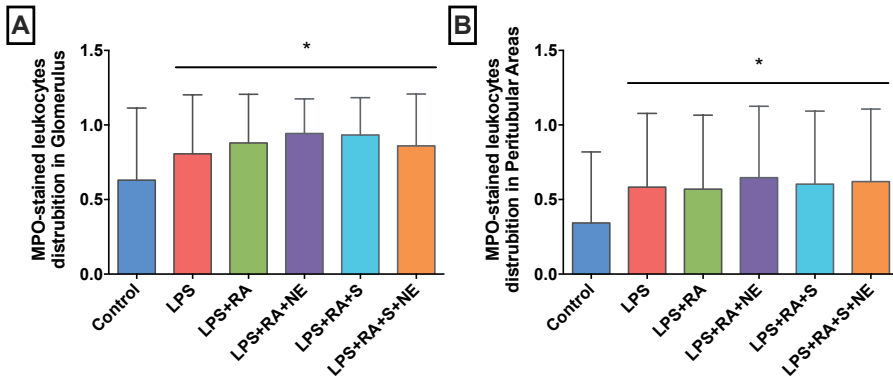 A
MPO-stained leukocytes
distrubition in Glomerulus
1.5
1.0
0.5
0.0
*
Control
LPS
LPS+RA
LPS+RA+NE
LPS+RA+S
LPS+RA+S+NE
B
MPO-stained leukocytes
distrubition in Peritubular Areas
1.5
1.0
0.5
0.0
*
Control
LPS
LPS+RA
LPS+RA+NE
LPS+RA+S
LPS+RA+S+NE